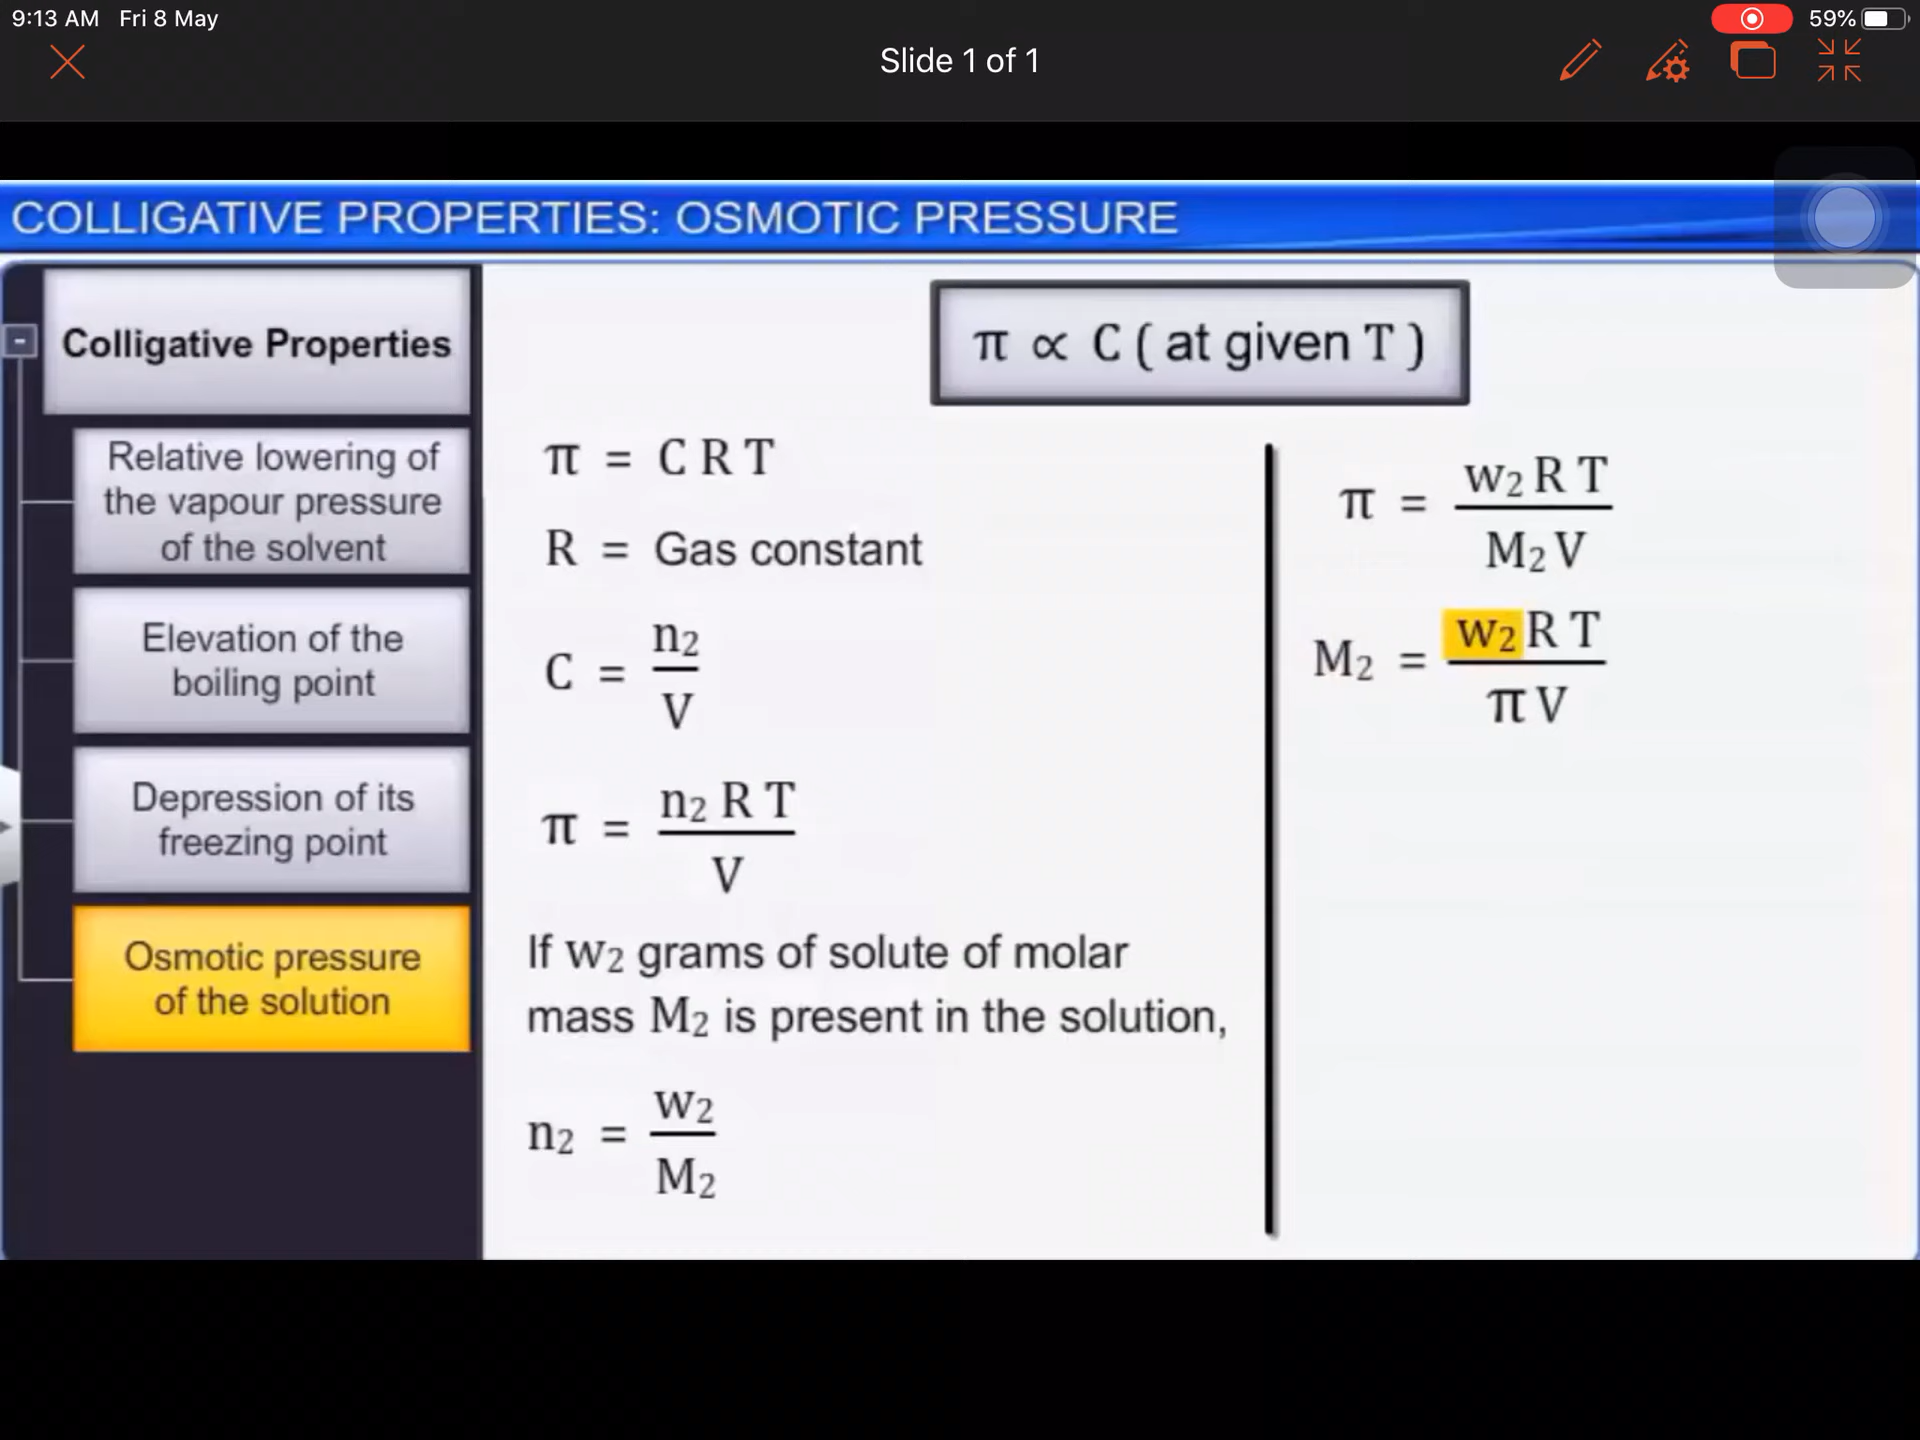 9:13 AM Fri 8 May
59%
Slide 1 of 1
COLLIGATIVE PROPERTIES: OSMOTIC PRESSURE
Colligative Properties
Relative lowering of
the vapour pressure
of the solvent
Elevation of the
boiling point
Depression of its
freezing point
Osmotic pressure
of the solution
π ∝ C ( at given T )
π = C R T
R = Gas constant
C = n₂ / V
π = n₂ R T / V
If w₂ grams of solute of molar
mass M₂ is present in the solution,
n₂ = w₂ / M₂
π = w₂ R T / M₂ V
M₂ = w₂ R T / π V